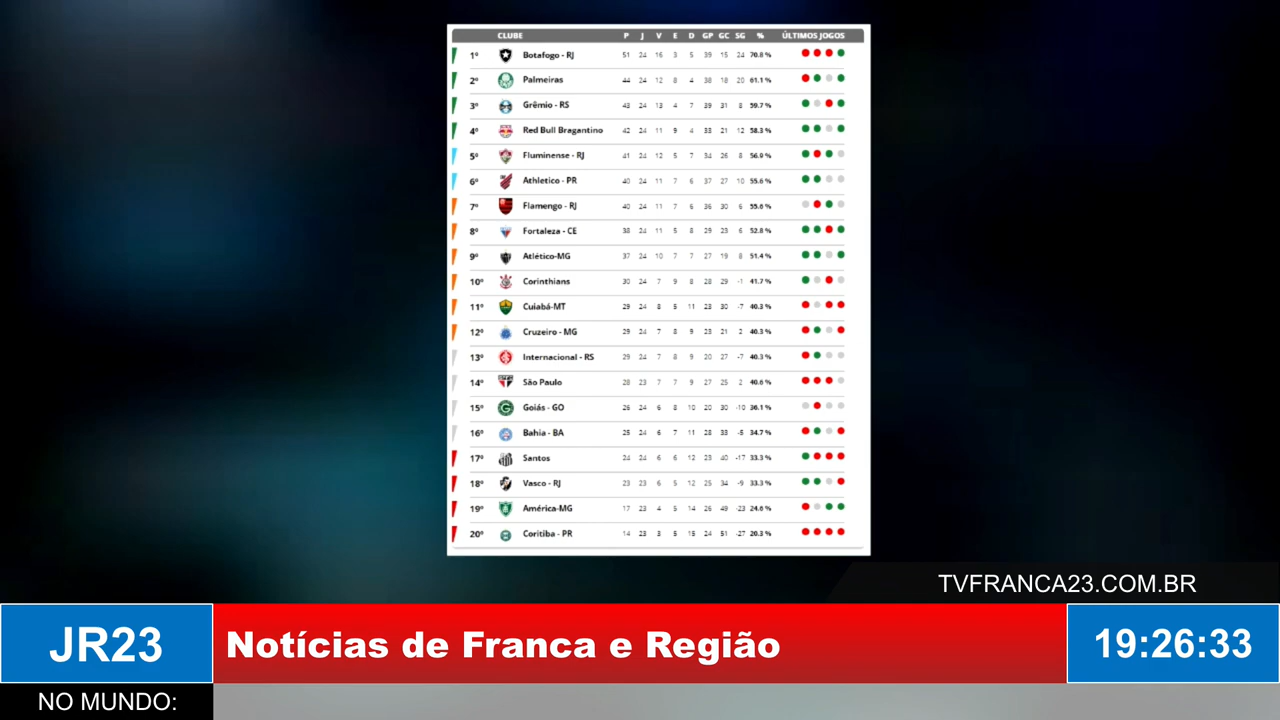 CLUBE P J V E D GP GC SG % ÚLTIMOS JOGOS
1º Botafogo - RJ 51 24 16 3 5 39 15 24 70.8 %
2º Palmeiras 44 24 12 8 4 38 18 20 61.1 %
3º Grêmio - RS 43 24 13 4 7 39 31 8 59.7 %
4º Red Bull Bragantino 42 24 11 9 4 33 21 12 58.3 %
5º Fluminense - RJ 41 24 12 5 7 34 26 8 56.9 %
6º Athletico - PR 40 24 11 7 6 37 27 10 55.6 %
7º Flamengo - RJ 40 24 11 7 6 36 30 6 55.6 %
8º Fortaleza - CE 38 24 11 5 8 29 23 6 52.8 %
9º Atlético-MG 37 24 10 7 7 27 19 8 51.4 %
10º Corinthians 30 24 7 9 8 28 29 -1 41.7 %
11º Cuiabá-MT 29 24 8 5 11 23 30 -7 40.3 %
12º Cruzeiro - MG 29 24 7 8 9 23 21 2 40.3 %
13º Internacional - RS 29 24 7 8 9 20 27 -7 40.3 %
14º São Paulo 28 23 7 7 9 27 25 2 40.6 %
15º Goiás - GO 26 24 6 8 10 20 30 -10 36.1 %
16º Bahia - BA 25 24 6 7 11 28 33 -5 34.7 %
17º Santos 24 24 6 6 12 23 40 -17 33.3 %
18º Vasco - RJ 23 23 6 5 12 25 34 -9 33.3 %
19º América-MG 17 23 4 5 14 26 49 -23 24.6 %
20º Coritiba - PR 14 23 3 5 15 24 51 -27 20.3 %
TVFRANCA23.COM.BR
JR23 Notícias de Franca e Região 19:26:33
NO MUNDO: